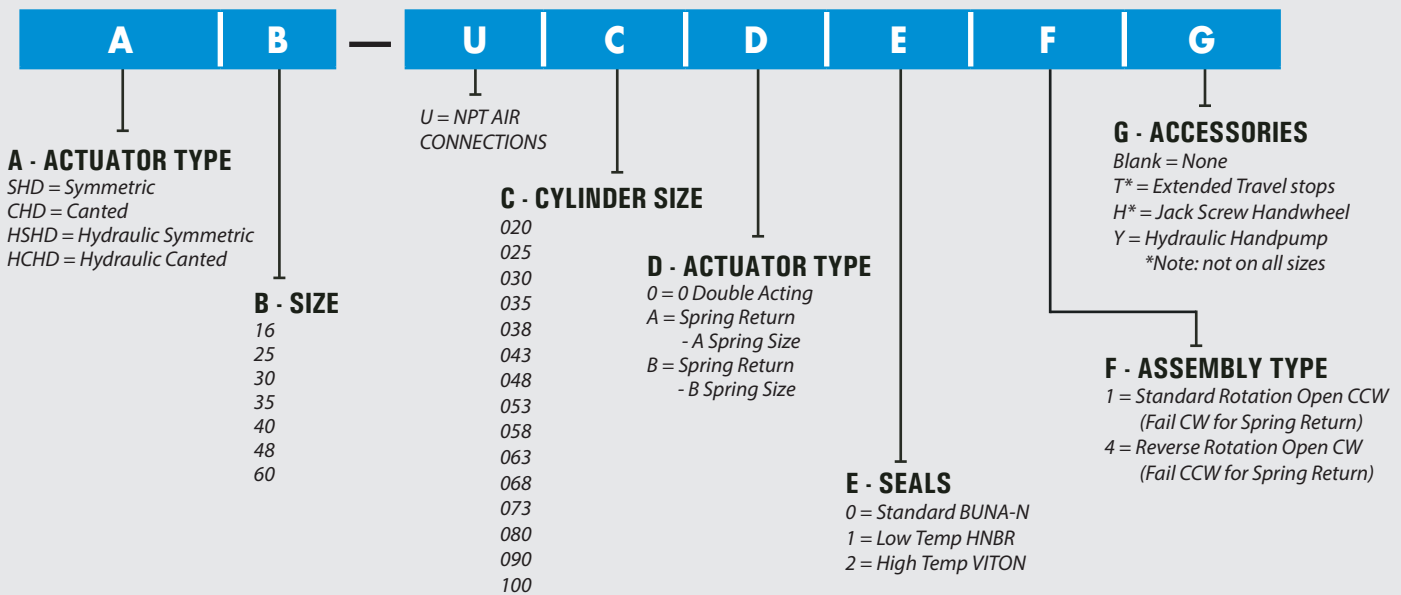 A B — U C D E F G
U = NPT AIR
CONNECTIONS
A - ACTUATOR TYPE
SHD = Symmetric
CHD = Canted
HSHD = Hydraulic Symmetric
HCHD = Hydraulic Canted
B - SIZE
16
25
30
35
40
48
60
C - CYLINDER SIZE
020
025
030
035
038
043
048
053
058
063
068
073
080
090
100
D - ACTUATOR TYPE
0 = 0 Double Acting
A = Spring Return
- A Spring Size
B = Spring Return
- B Spring Size
E - SEALS
0 = Standard BUNA-N
1 = Low Temp HNBR
2 = High Temp VITON
G - ACCESSORIES
Blank = None
T* = Extended Travel stops
H* = Jack Screw Handwheel
Y = Hydraulic Handpump
*Note: not on all sizes
F - ASSEMBLY TYPE
1 = Standard Rotation Open CCW
(Fail CW for Spring Return)
4 = Reverse Rotation Open CW
(Fail CCW for Spring Return)